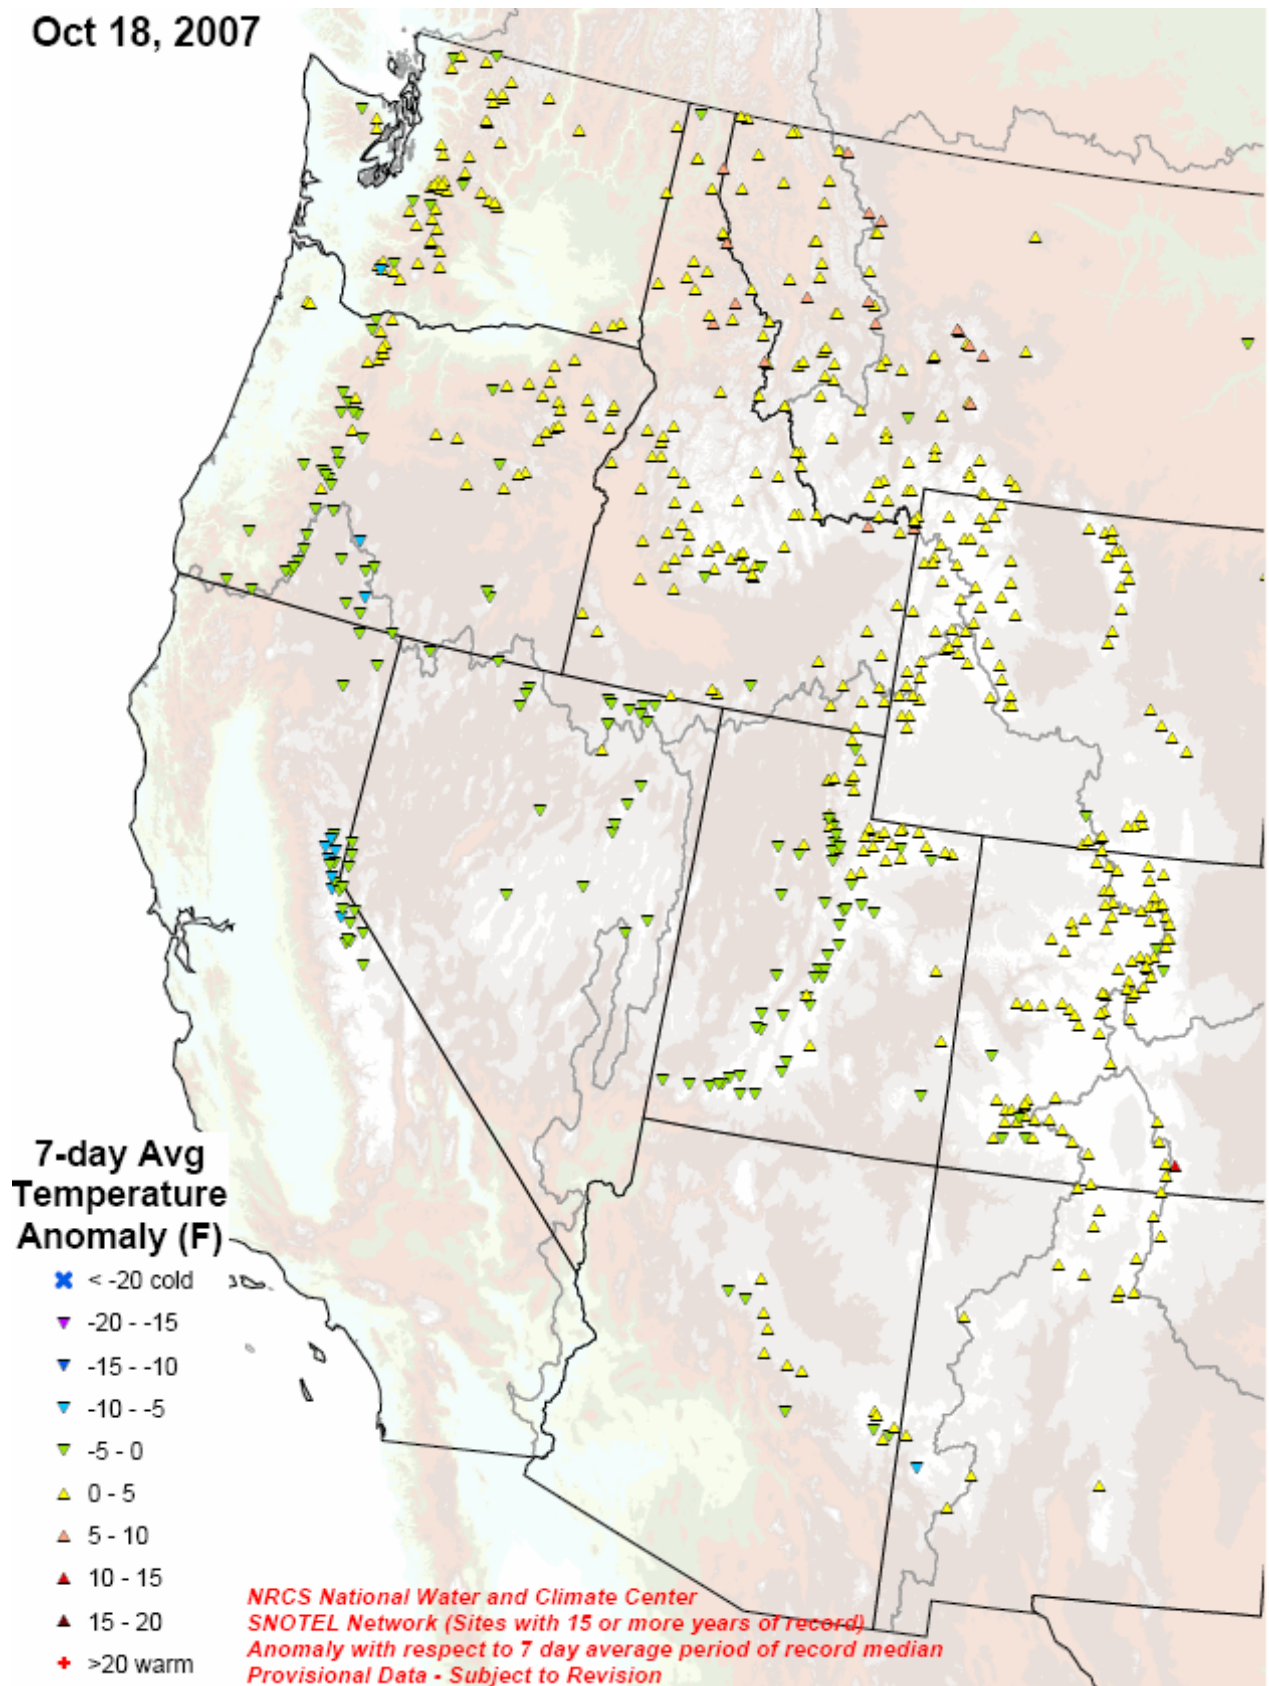 Oct 18, 2007
7-day Avg
Temperature
Anomaly (F)
< -20 cold
-20 - -15
-15 - -10
-10 - -5
-5 - 0
0 - 5
5 - 10
10 - 15
15 - 20
>20 warm
NRCS National Water and Climate Center
SNOTEL Network (Sites with 15 or more years of record)
Anomaly with respect to 7 day average period of record median
Provisional Data - Subject to Revision